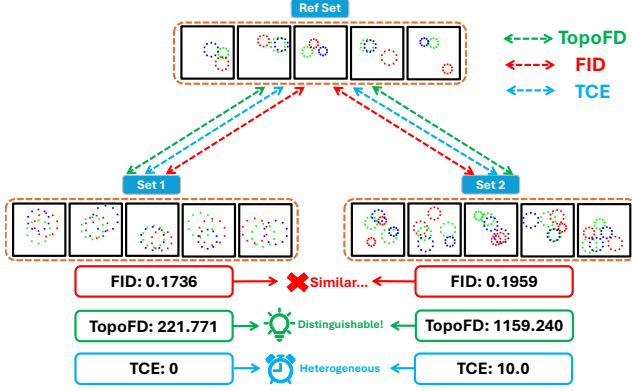 Ref Set
TopoFD
FID
TCE
Set 1
Set 2
FID: 0.1736
Similar...
FID: 0.1959
TopoFD: 221.771
Distinguishable!
TopoFD: 1159.240
TCE: 0
Heterogeneous
TCE: 10.0